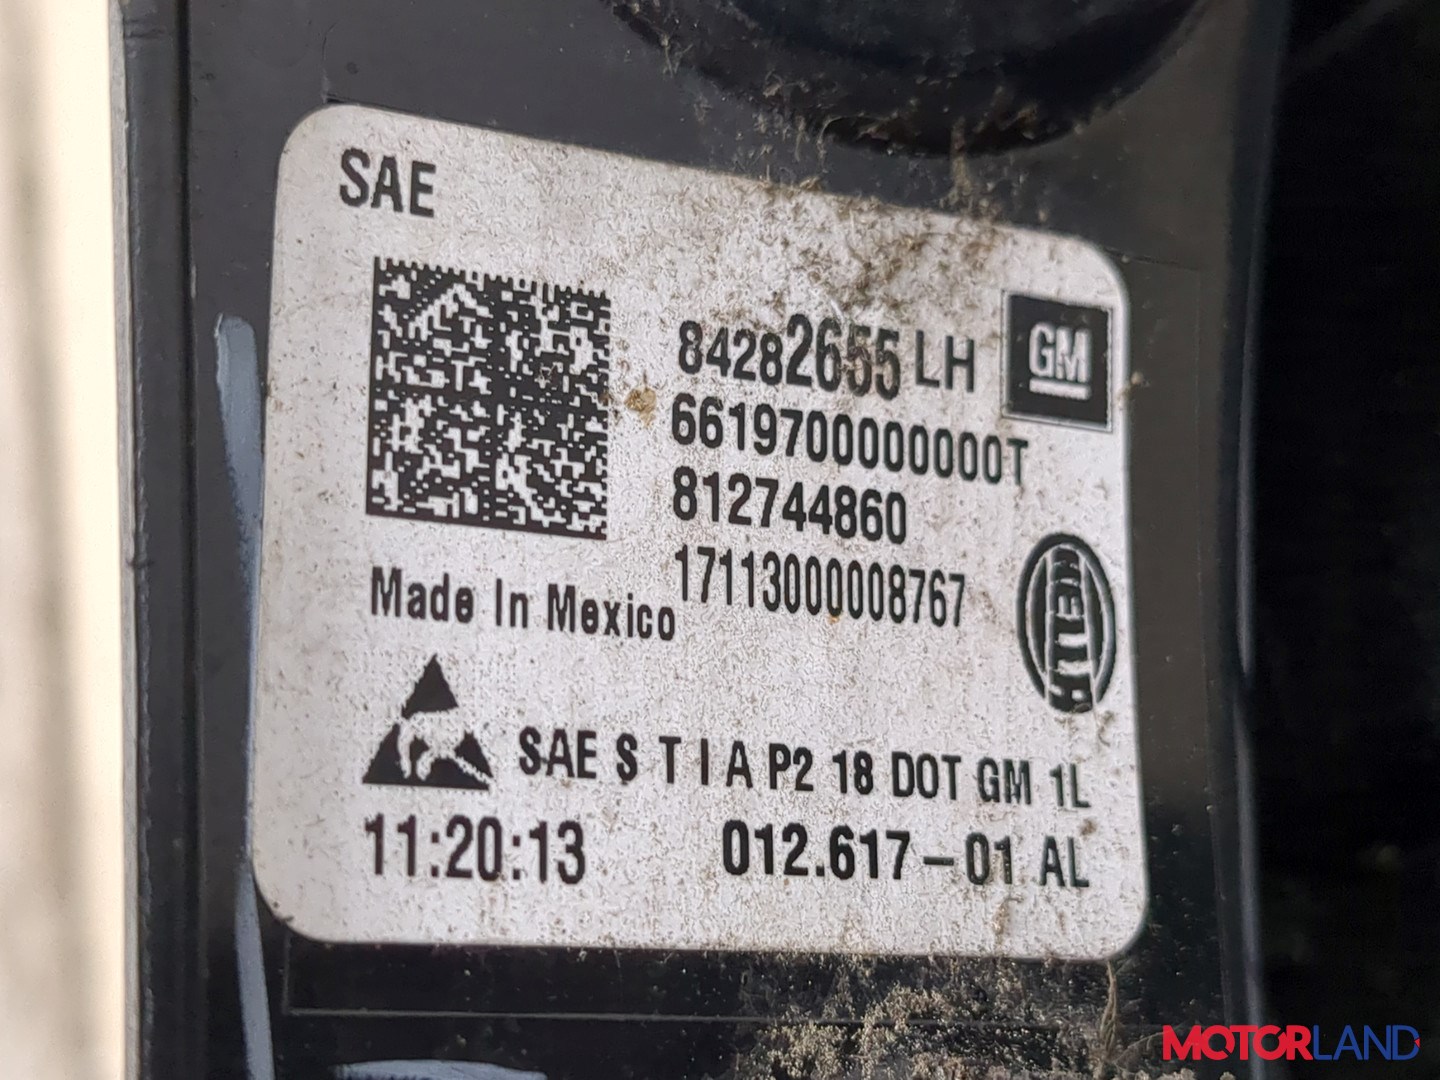 SAE
84282655 LH
GM
6619700000000T
812744860
17113000008767
HELLA
Made In Mexico
SAE S T I A P2 18 DOT GM 1L
11:20:13
012.617-01 AL
MOTORLAND